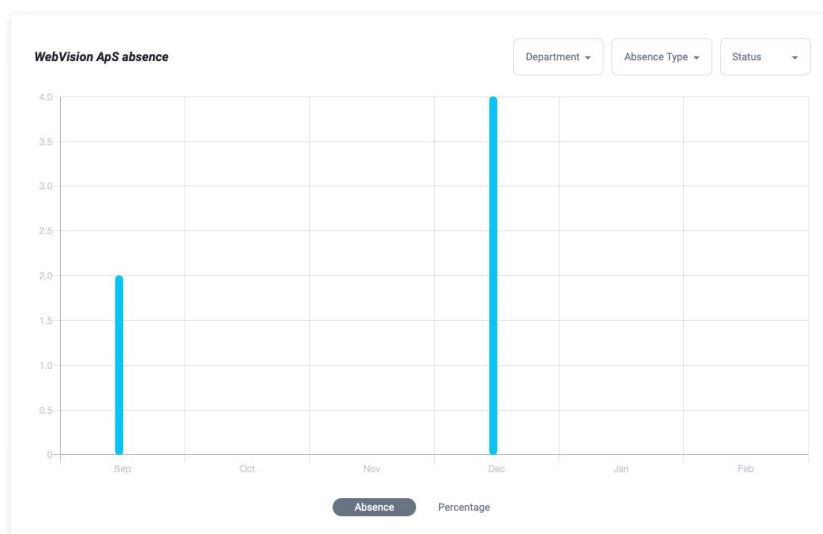 WebVision ApS absence
Department
Absence Type
Status
4.0
3.5
3.0
2.5
2.0
1.5
1.0
0.5
0
Sep Oct Nov Dec Jan Feb
Absence Percentage